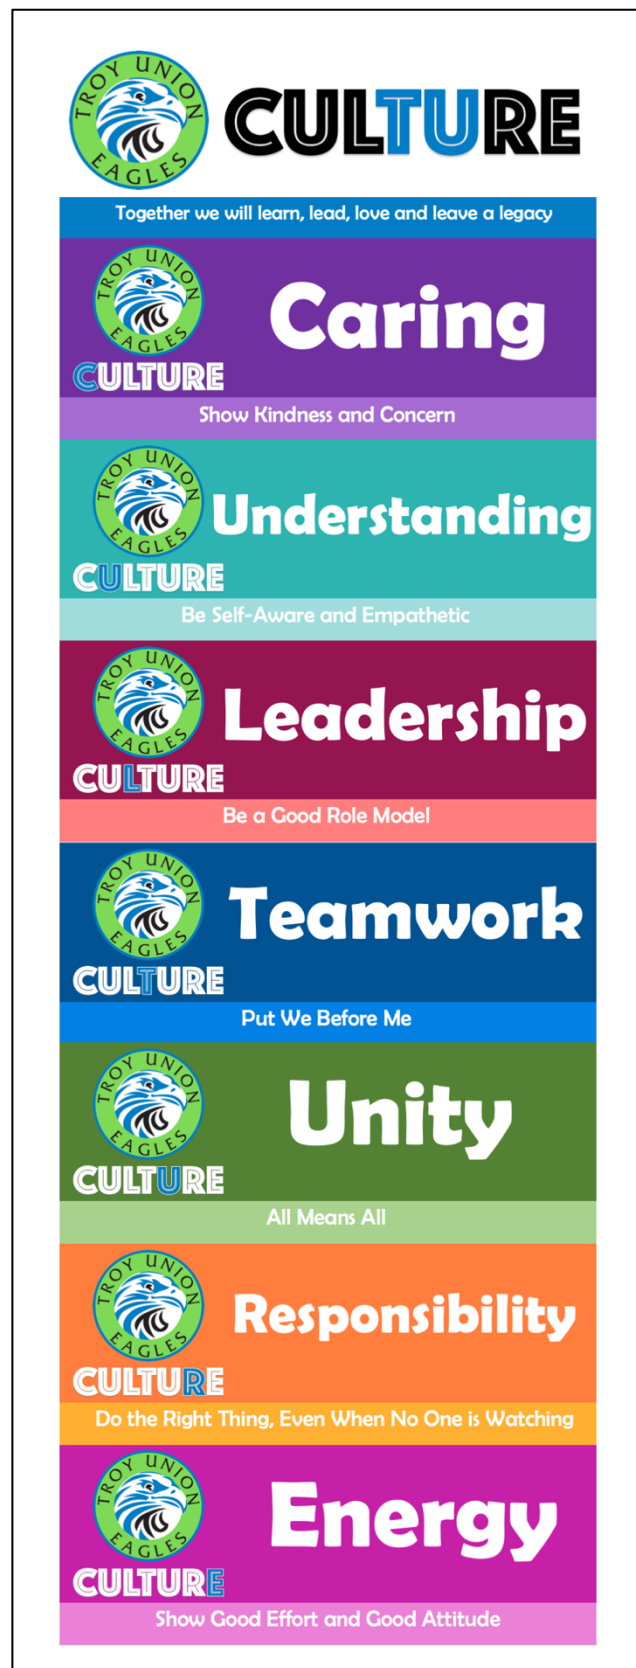 TROY UNION
EAGLES
CULTURE
Together we will learn, lead, love and leave a legacy
TROY UNION
EAGLES
CULTURE
Caring
Show Kindness and Concern
TROY UNION
EAGLES
CULTURE
Understanding
Be Self-Aware and Empathetic
TROY UNION
EAGLES
CULTURE
Leadership
Be a Good Role Model
TROY UNION
EAGLES
CULTURE
Teamwork
Put We Before Me
TROY UNION
EAGLES
CULTURE
Unity
All Means All
TROY UNION
EAGLES
CULTURE
Responsibility
Do the Right Thing, Even When No One is Watching
TROY UNION
EAGLES
CULTURE
Energy
Show Good Effort and Good Attitude